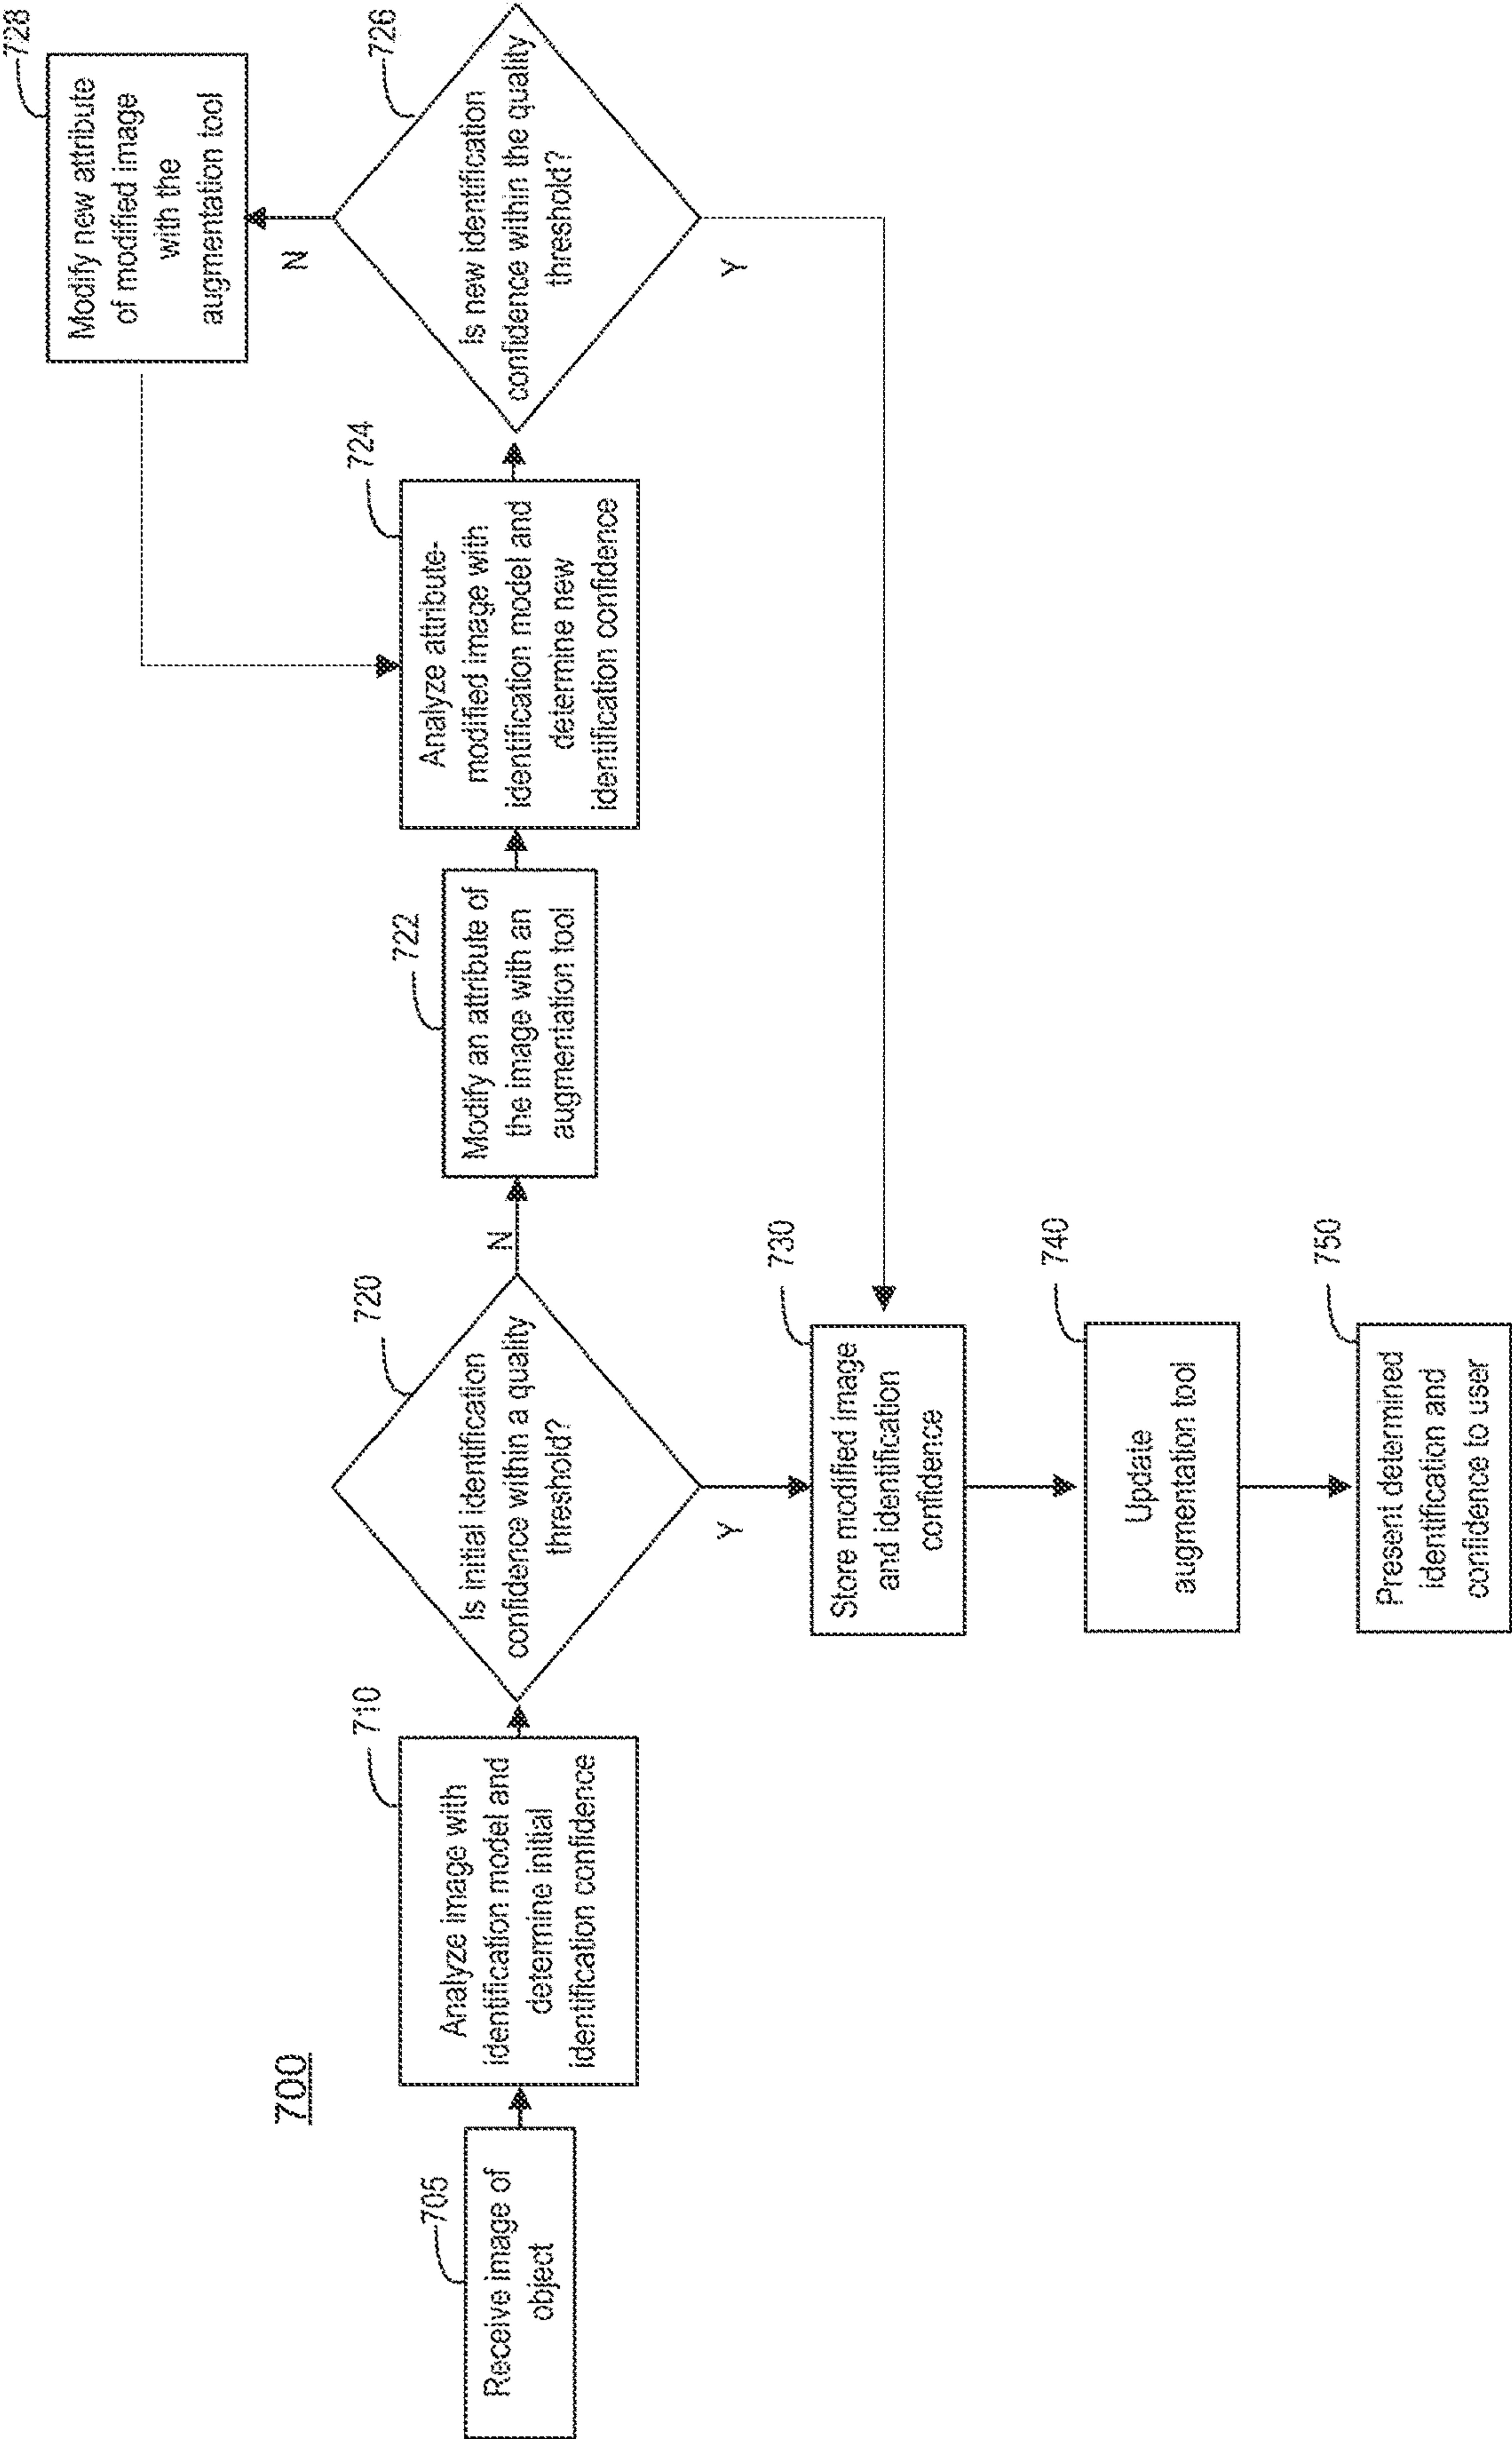 700
705
Receive image of
object
710
Analyze image with
identification model and
determine initial
identification confidence
720
Is initial identification
confidence within a quality
threshold?
N
Y
722
Modify an attribute of
the image with an
augmentation tool
724
Analyze attribute-
modified image with
identification model and
determine new
identification confidence
726
Is new identification
confidence within the quality
threshold?
N
Y
728
Modify new attribute
of modified image
with the
augmentation tool
730
Store modified image
and identification
confidence
740
Update
augmentation tool
750
Present determined
identification and
confidence to user